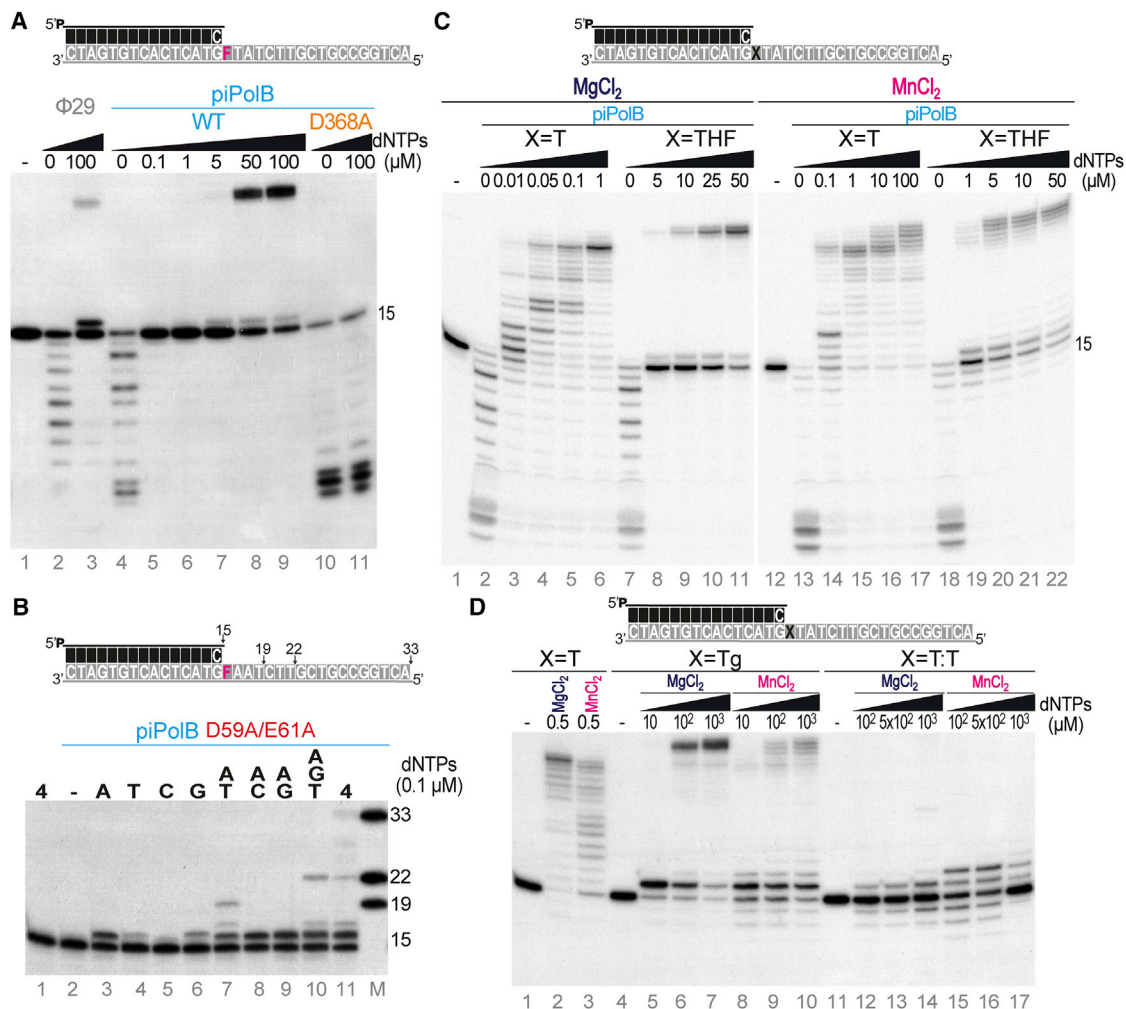 A
5'P
C
3' CTAGTGTCACTCATGFTATCTTGCTGCCGGTCA 5'
piPolB
Φ29 WT D368A
dNTPs
- 0 100 0 0.1 1 5 50 100 0 100 (μM)
15
1 2 3 4 5 6 7 8 9 10 11
B
15 19 22 33
5'P
C
3' CTAGTGTCACTCATGFAATCTTGCTGCCGGTCA 5'
piPolB D59A/E61A
dNTPs
(0.1 μM)
4 - A T C G AT AC AG AGT 4
33
22
19
15
1 2 3 4 5 6 7 8 9 10 11 M
C
5'P
C
3' CTAGTGTCACTCATGXTATCTTGCTGCCGGTCA 5'
MgCl2 MnCl2
piPolB piPolB
X=T X=THF X=T X=THF
dNTPs
- 0 0.01 0.05 0.1 1 0 5 10 25 50 - 0 0.1 1 10 100 0 1 5 10 50 (μM)
15
1 2 3 4 5 6 7 8 9 10 11 12 13 14 15 16 17 18 19 20 21 22
D
5'P
C
3' CTAGTGTCACTCATGXTATCTTGCTGCCGGTCA 5'
X=T X=Tg X=T:T
MgCl2 MnCl2 MgCl2 MnCl2 MgCl2 MnCl2
dNTPs
- 0.5 0.5 - 10 10² 10³ 10 10² 10³ - 10² 5x10² 10³ 10² 5x10² 10³ (μM)
1 2 3 4 5 6 7 8 9 10 11 12 13 14 15 16 17